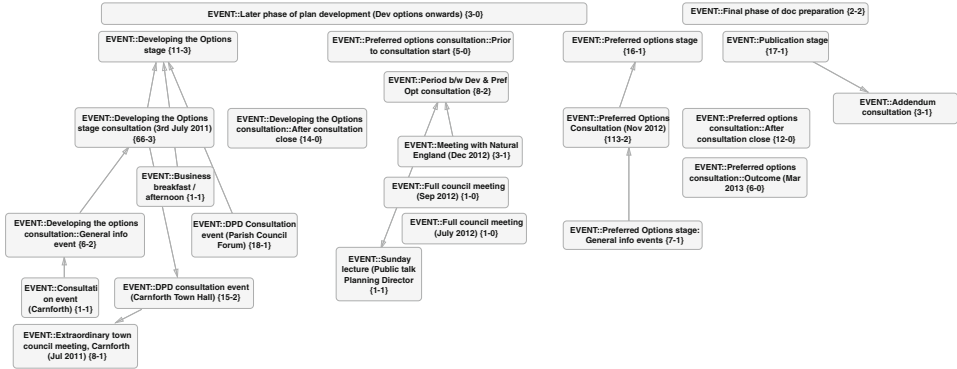 EVENT::Later phase of plan development (Dev options onwards) {3-0}
EVENT::Final phase of doc preparation {2-2}
EVENT::Developing the Options
stage {11-3}
EVENT::Preferred options consultation::Prior
to consultation start {5-0}
EVENT::Preferred options stage
{16-1}
EVENT::Publication stage
{17-1}
EVENT::Period b/w Dev & Pref
Opt consultation {8-2}
EVENT::Addendum
consultation {3-1}
EVENT::Developing the Options
stage consultation (3rd July 2011)
{66-3}
EVENT::Developing the Options
consultation::After consultation
close {14-0}
EVENT::Preferred Options
Consultation (Nov 2012)
{113-2}
EVENT::Preferred options
consultation::After
consultation close {12-0}
EVENT::Meeting with Natural
England (Dec 2012) {3-1}
EVENT::Business
breakfast /
afternoon {1-1}
EVENT::Full council meeting
(Sep 2012) {1-0}
EVENT::Preferred options
consultation::Outcome (Mar
2013 {6-0}
EVENT::Developing the options
consultation::General info
event {6-2}
EVENT::DPD Consultation
event (Parish Council
Forum) {18-1}
EVENT::Full council meeting
(July 2012) {1-0}
EVENT::Preferred Options stage:
General info events {7-1}
EVENT::Sunday
lecture (Public talk
Planning Director
{1-1}
EVENT::Consultati
on event
(Carnforth) {1-1}
EVENT::DPD consultation event
(Carnforth Town Hall) {15-2}
EVENT::Extraordinary town
council meeting, Carnforth
(Jul 2011) {8-1}